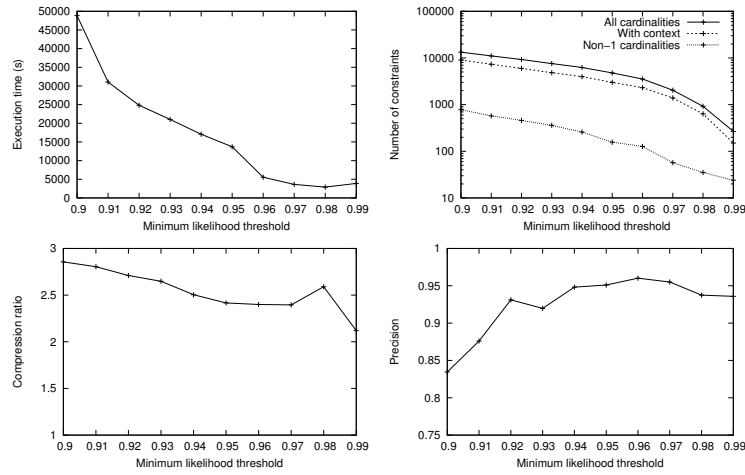 50000
45000
40000
35000
30000
25000
20000
15000
10000
5000
0
Execution time (s)
0.9 0.91 0.92 0.93 0.94 0.95 0.96 0.97 0.98 0.99
Minimum likelihood threshold
100000
10000
1000
100
10
Number of constraints
All cardinalities
With context
Non-1 cardinalities
0.9 0.91 0.92 0.93 0.94 0.95 0.96 0.97 0.98 0.99
Minimum likelihood threshold
3
2.5
2
1.5
1
Compression ratio
0.9 0.91 0.92 0.93 0.94 0.95 0.96 0.97 0.98 0.99
Minimum likelihood threshold
1
0.95
0.9
0.85
0.8
0.75
Precision
0.9 0.91 0.92 0.93 0.94 0.95 0.96 0.97 0.98 0.99
Minimum likelihood threshold